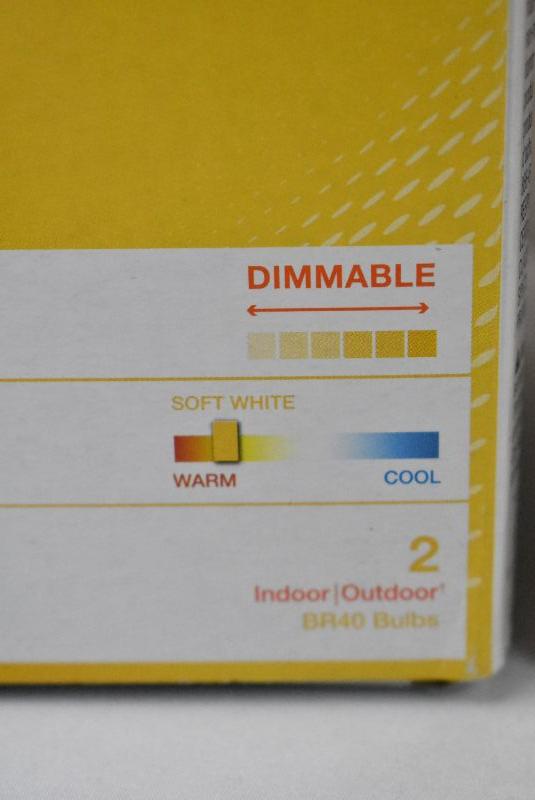 DIMMABLE
SOFT WHITE
WARM COOL
2
Indoor|Outdoor†
BR40 Bulbs